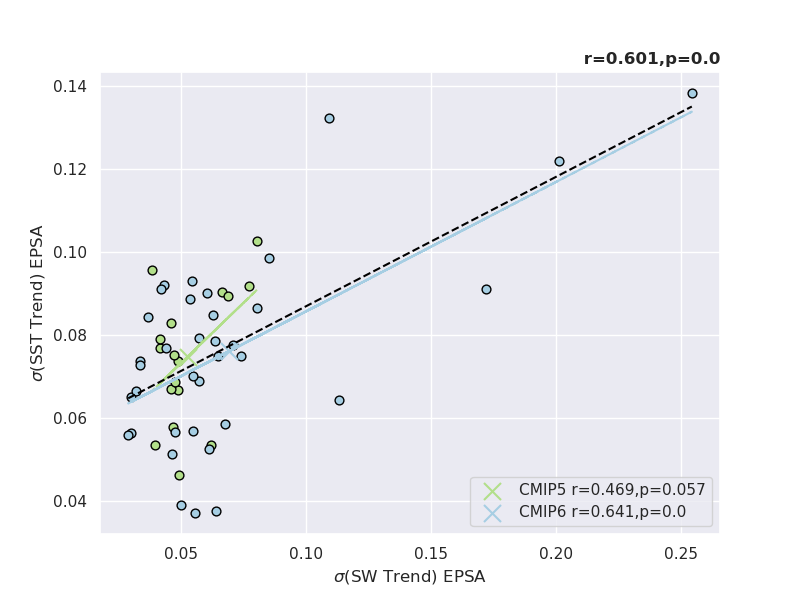 r=0.601,p=0.0
0.14
0.12
0.10
0.08
0.06
0.04
σ(SST Trend) EPSA
CMIP5 r=0.469,p=0.057
CMIP6 r=0.641,p=0.0
0.05 0.10 0.15 0.20 0.25
σ(SW Trend) EPSA